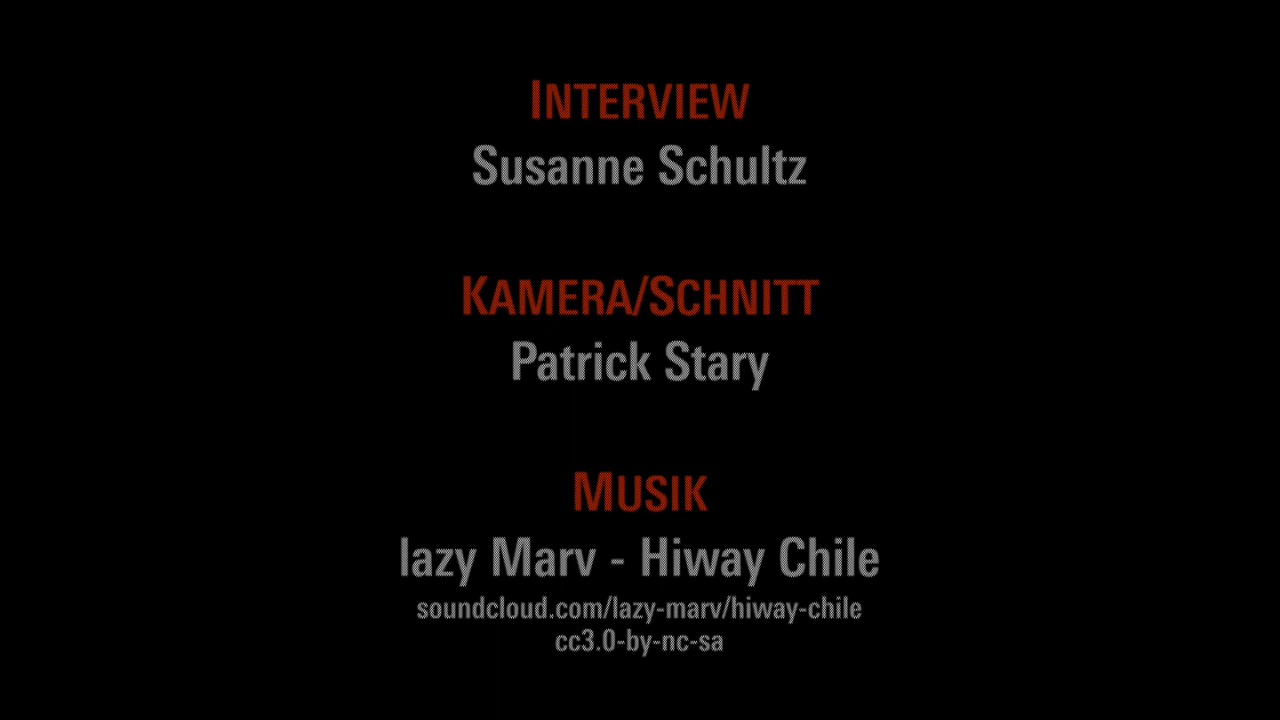 INTERVIEW
Susanne Schultz
KAMERA/SCHNITT
Patrick Stary
MUSIK
lazy Marv - Hiway Chile
soundcloud.com/lazy-marv/hiway-chile
cc3.0-by-nc-sa